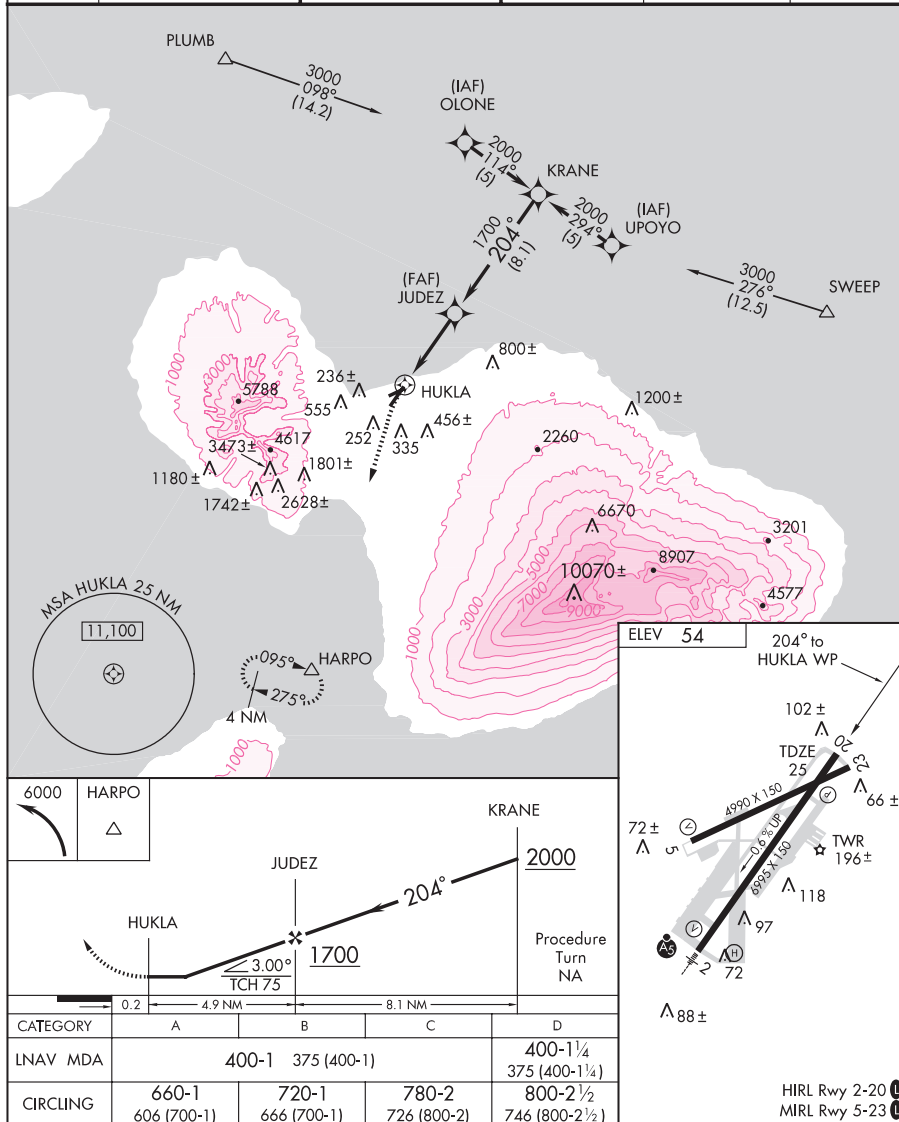 PLUMB
3000
098°
(14.2)
(IAF)
OLONE
2000
114°
(5)
KRANE
2000
294°
(5)
(IAF)
UPOYO
1700
204°
(8.1)
3000
276°
(12.5)
SWEEP
(FAF)
JUDEZ
800±
HUKLA
236±
555
252
335
456±
1200±
1000
5788
3473±
4617
1180±
1801±
1742±
2628±
2260
6670
3201
8907
10070±
4577
5000
7000
9000
3000
1000
1000
MSA HUKLA 25 NM
11,100
095°
HARPO
275°
4 NM
1000
ELEV 54
204° to
HUKLA WP
102 ±
20
TDZE
25
23
66 ±
P
4990 X 150
V
72 ±
5
0.6% UP
6995 X 150
TWR
196±
118
97
V
H
A5
2
72
88 ±
HIRL Rwy 2-20 L
MIRL Rwy 5-23 L
6000
HARPO
KRANE
JUDEZ
2000
204°
HUKLA
1700
3.00°
TCH 75
Procedure
Turn
NA
0.2 4.9 NM 8.1 NM
CATEGORY A B C D
LNAV MDA 400-1 375 (400-1) 400-1¼
375 (400-1¼)
CIRCLING 660-1 720-1 780-2 800-2½
606 (700-1) 666 (700-1) 726 (800-2) 746 (800-2½)